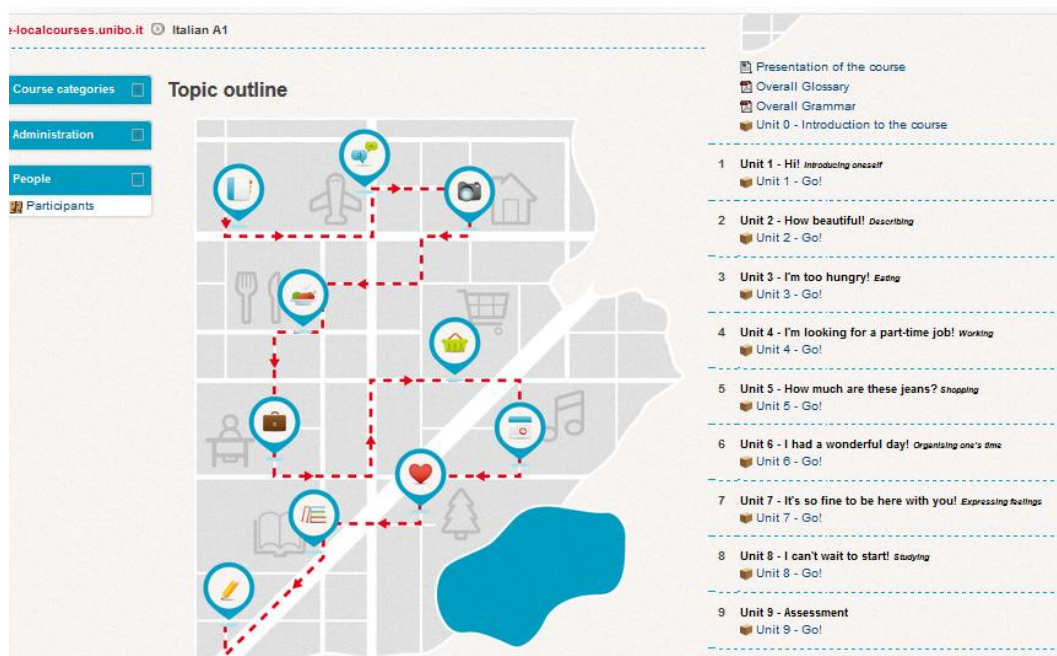 e-localcourses.unibo.it Italian A1
Course categories
Administration
People
Participants
Topic outline
Presentation of the course
Overall Glossary
Overall Grammar
Unit 0 - Introduction to the course
1 Unit 1 - Hi! Introducing oneself
Unit 1 - Go!
2 Unit 2 - How beautiful! Describing
Unit 2 - Go!
3 Unit 3 - I'm too hungry! Eating
Unit 3 - Go!
4 Unit 4 - I'm looking for a part-time job! Working
Unit 4 - Go!
5 Unit 5 - How much are these jeans? Shopping
Unit 5 - Go!
6 Unit 6 - I had a wonderful day! Organising one's time
Unit 6 - Go!
7 Unit 7 - It's so fine to be here with you! Expressing feelings
Unit 7 - Go!
8 Unit 8 - I can't wait to start! Studying
Unit 8 - Go!
9 Unit 9 - Assessment
Unit 9 - Go!